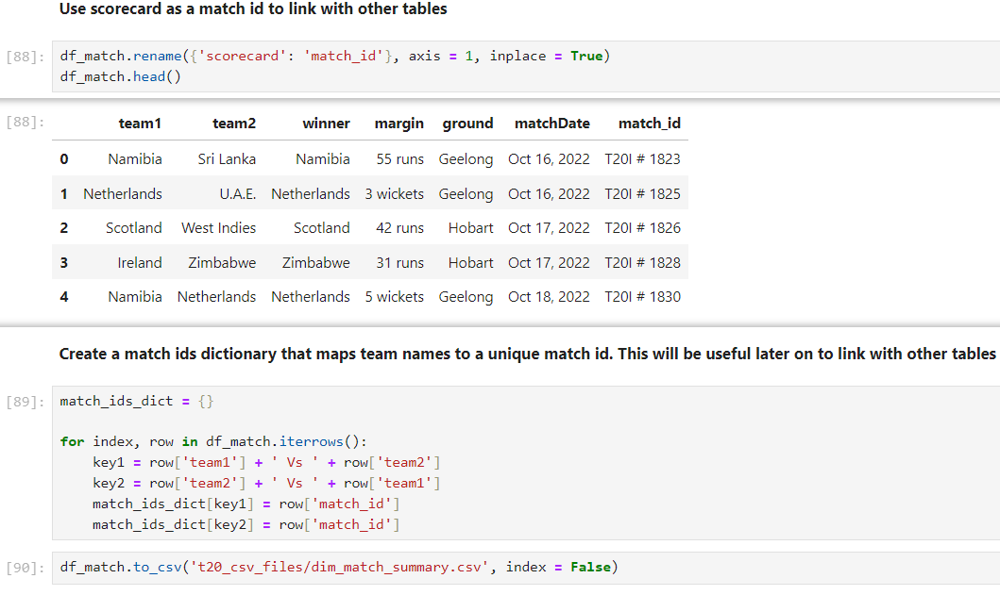 Use scorecard as a match id to link with other tables
[88]: df_match.rename({'scorecard': 'match_id'}, axis = 1, inplace = True)
df_match.head()
[88]: team1 team2 winner margin ground matchDate match_id
0 Namibia Sri Lanka Namibia 55 runs Geelong Oct 16, 2022 T20I # 1823
1 Netherlands U.A.E. Netherlands 3 wickets Geelong Oct 16, 2022 T20I # 1825
2 Scotland West Indies Scotland 42 runs Hobart Oct 17, 2022 T20I # 1826
3 Ireland Zimbabwe Zimbabwe 31 runs Hobart Oct 17, 2022 T20I # 1828
4 Namibia Netherlands Netherlands 5 wickets Geelong Oct 18, 2022 T20I # 1830
Create a match ids dictionary that maps team names to a unique match id. This will be useful later on to link with other tables
[89]: match_ids_dict = {}
for index, row in df_match.iterrows():
    key1 = row['team1'] + ' Vs ' + row['team2']
    key2 = row['team2'] + ' Vs ' + row['team1']
    match_ids_dict[key1] = row['match_id']
    match_ids_dict[key2] = row['match_id']
[90]: df_match.to_csv('t20_csv_files/dim_match_summary.csv', index = False)